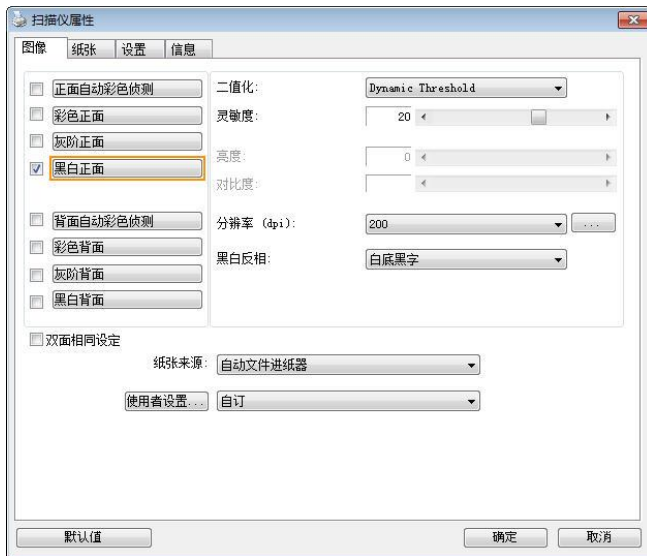 扫描仪属性
图像 纸张 设置 信息
正面自动彩色侦测
彩色正面
灰阶正面
黑白正面
背面自动彩色侦测
彩色背面
灰阶背面
黑白背面
二值化: Dynamic Threshold
灵敏度: 20
亮度: 0
对比度:
分辨率 (dpi): 200 ...
黑白反相: 白底黑字
双面相同设定
纸张来源: 自动文件进纸器
使用者设置... 自订
默认值 确定 取消